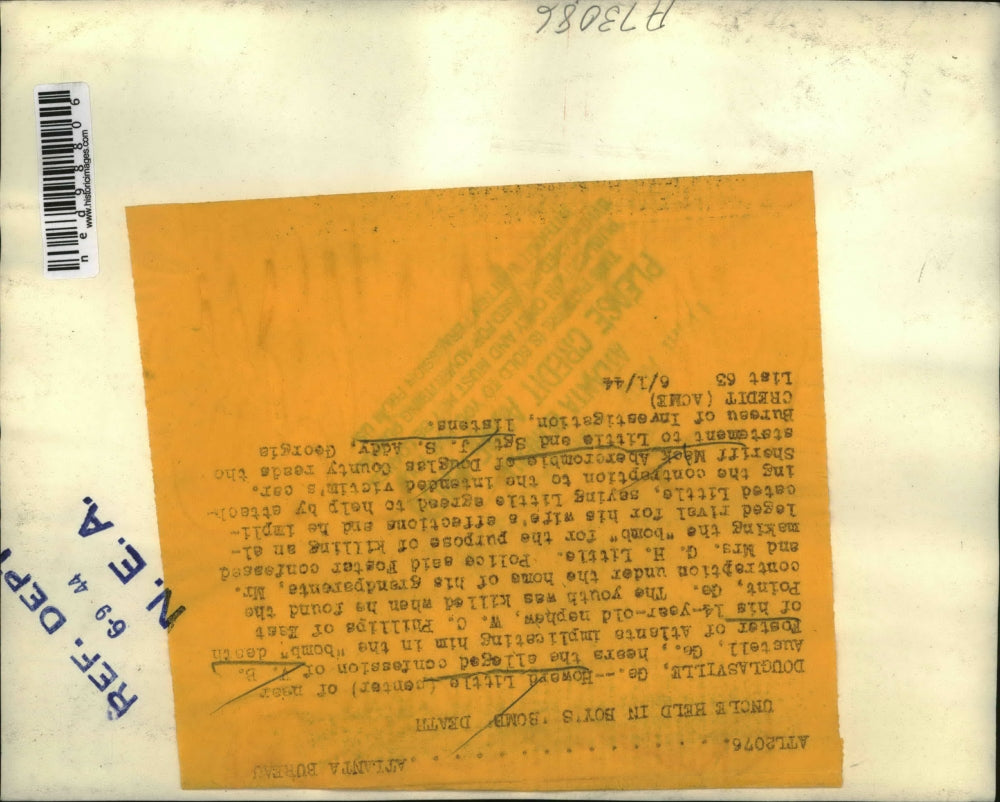 A73086
n e d 9 8 8 0 6
www.historicimages.com
ATL2076. . . . . . . . . . . . . . . ATLANTA BUREAU
UNCLE HELD IN BOY'S 'BOMB' DEATH
DOUGLASVILLE, Ga.--Howard Little (center) of near
Austell, Ga., hears the alleged confession of T. B.
Foster of Atlanta implicating him in the "bomb" death
of his 14-year-old nephew, W. C. Phillips of East
Point, Ga. The youth was killed when he found the
contraption under the home of his grandparents, Mr.
and Mrs. G. H. Little. Police said Foster confessed
making the "bomb" for the purpose of killing an al-
leged rival for his wife's affections and he impli-
cated Little, saying Little agreed to help by attach-
ing the contraption to the intended victim's car.
Sheriff Mack Abercrombie of Douglas County reads the
statement to Little and Sgt. J. S. Addy, Georgia
Bureau of Investigation, listens.
CREDIT (ACME)
List 63 6/1/44
PLEASE CREDIT
REF. DEPT
6-9 44
N. E. A.